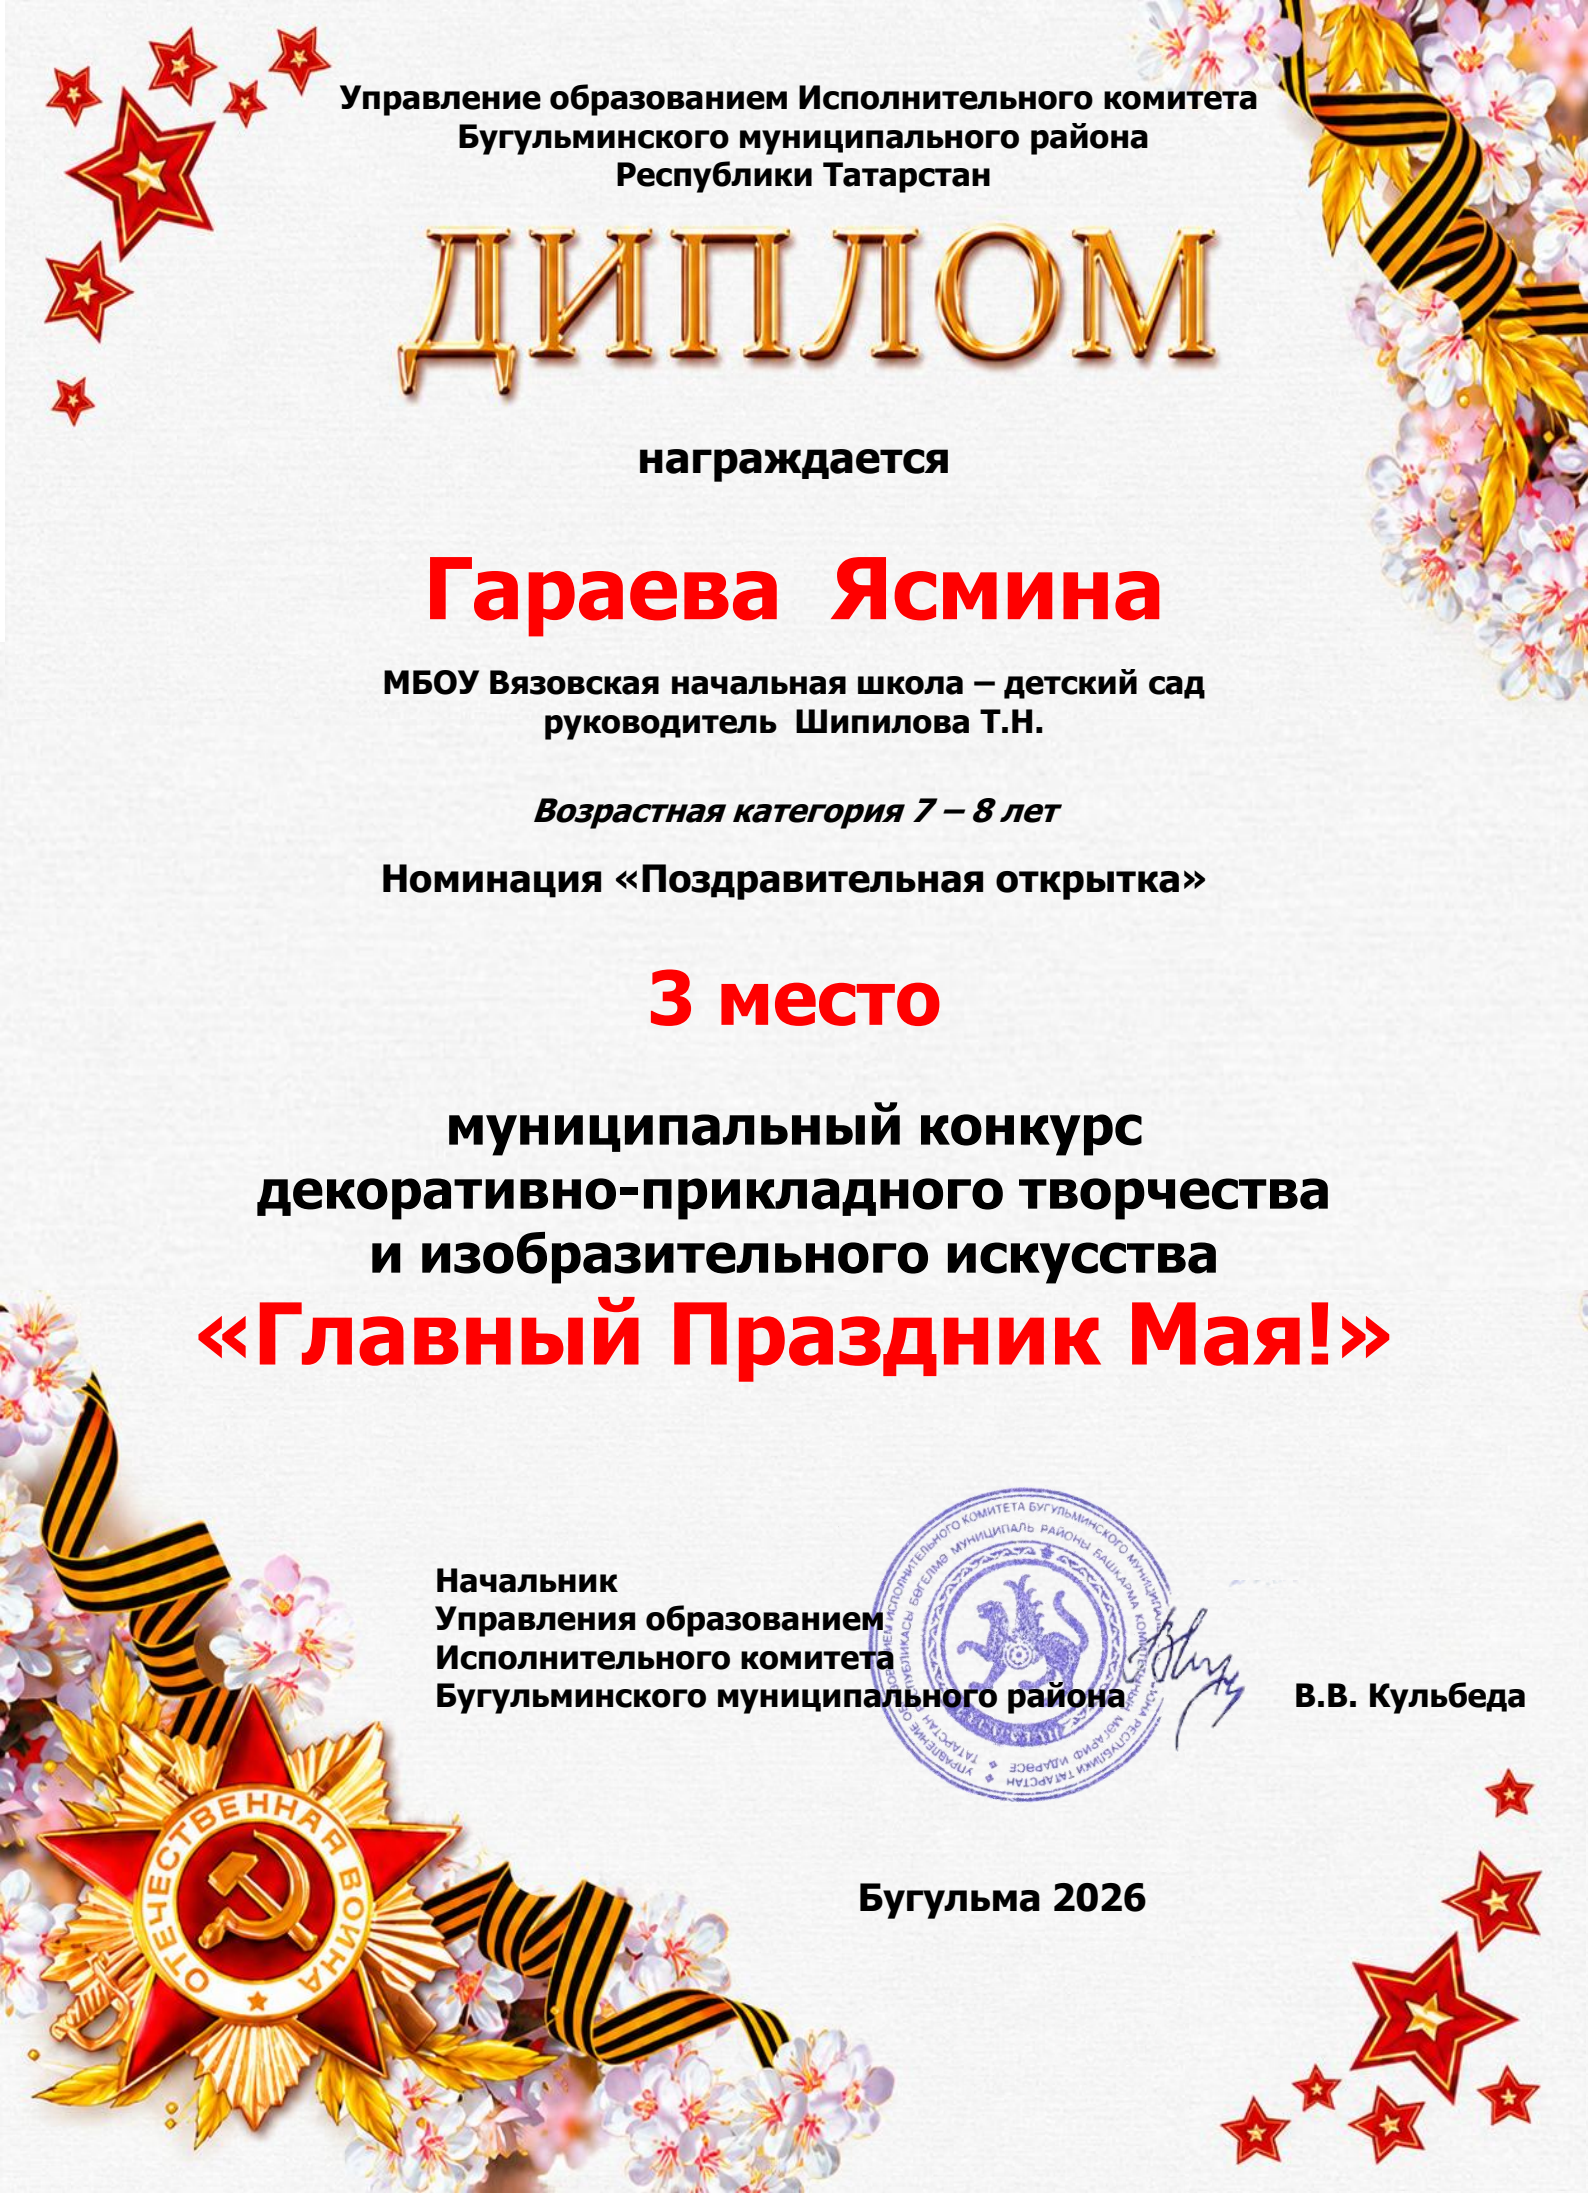 Управление образованием Исполнительного комитета
Бугульминского муниципального района
Республики Татарстан
ДИПЛОМ
награждается
Гараева Ясмина
МБОУ Вязовская начальная школа – детский сад
руководитель Шипилова Т.Н.
Возрастная категория 7 – 8 лет
Номинация «Поздравительная открытка»
3 место
муниципальный конкурс
декоративно-прикладного творчества
и изобразительного искусства
«Главный Праздник Мая!»
Начальник
Управления образованием
Исполнительного комитета
Бугульминского муниципального района В.В. Кульбеда
ОТЕЧЕСТВЕННАЯ ВОЙНА
Бугульма 2026